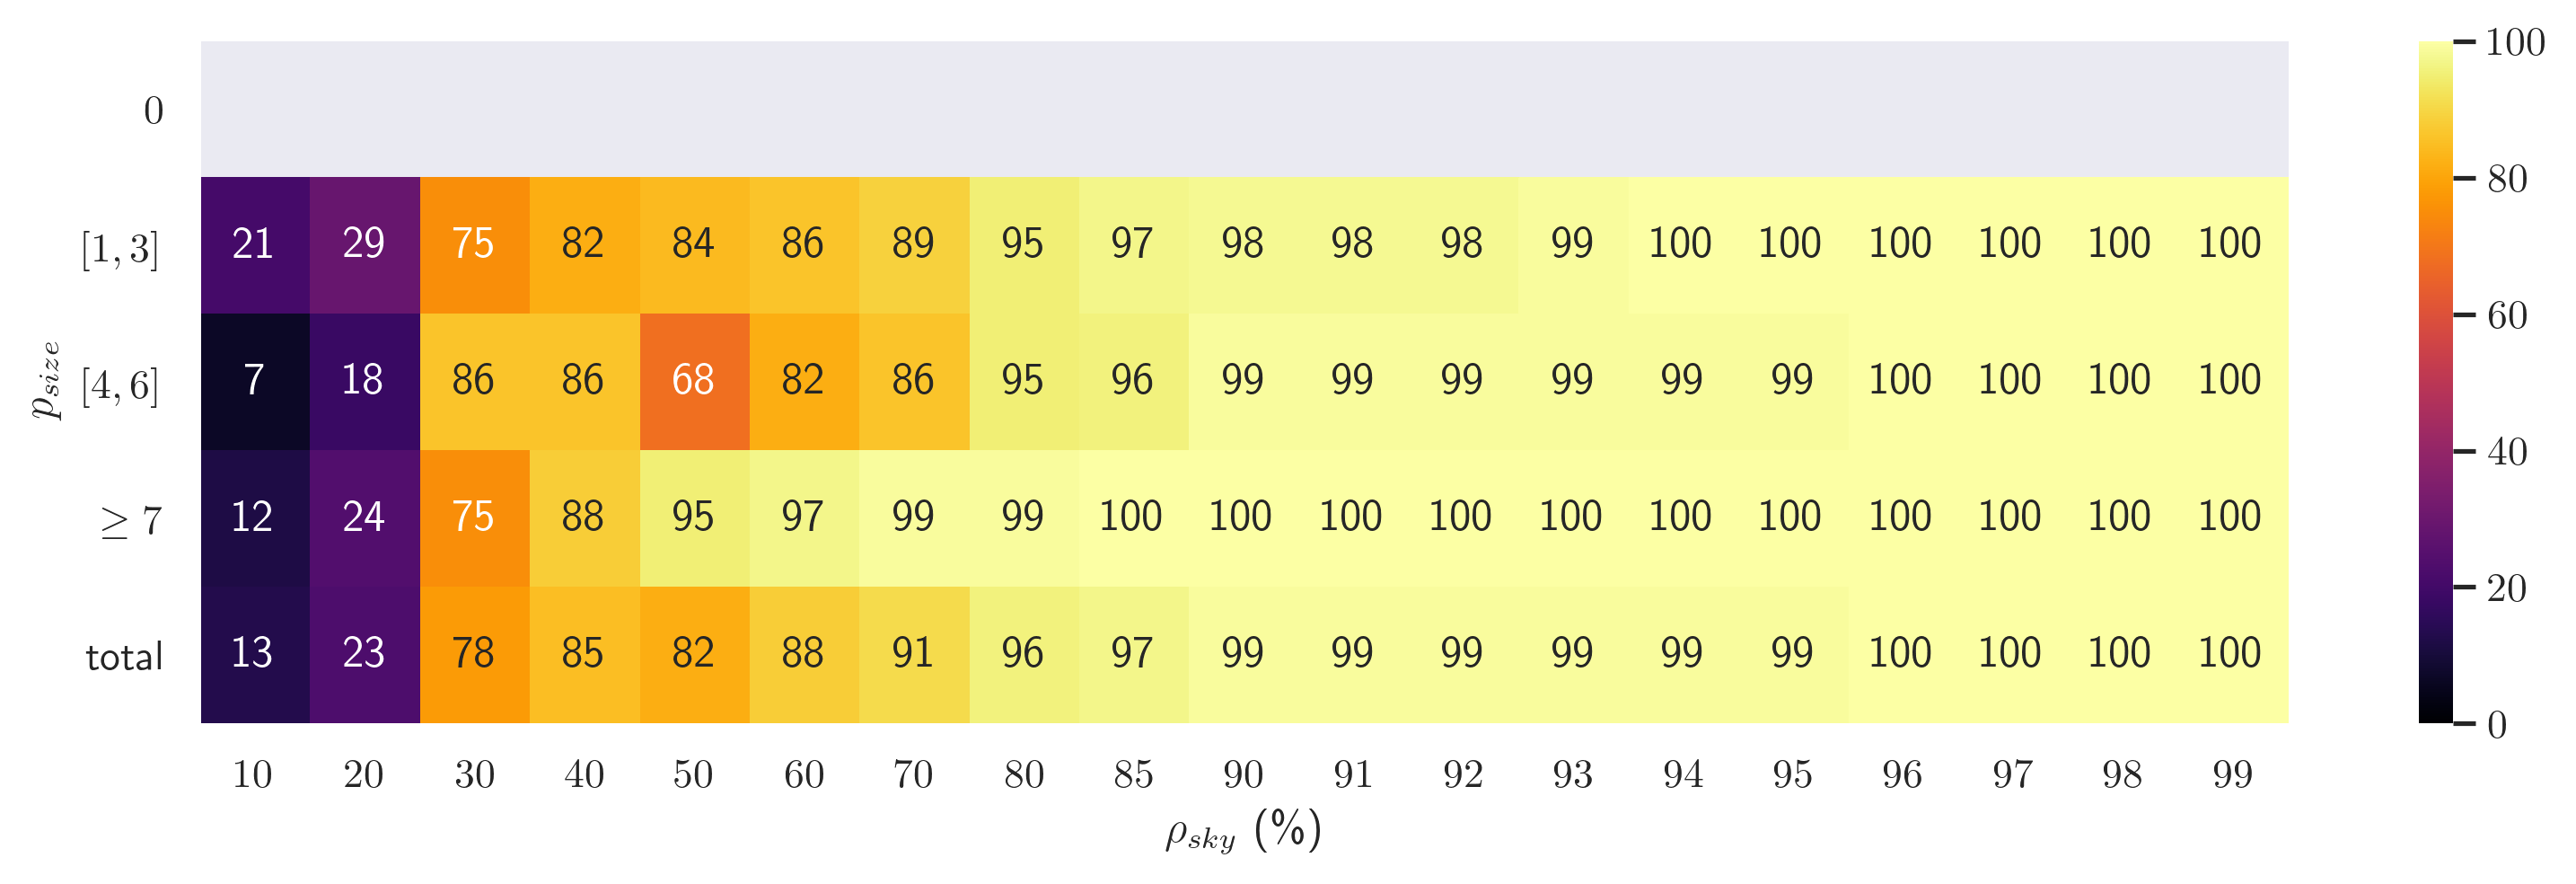 0
[1, 3] 21 29 75 82 84 86 89 95 97 98 98 98 99 100 100 100 100 100 100
[4, 6] 7 18 86 86 68 82 86 95 96 99 99 99 99 99 99 100 100 100 100
≥ 7 12 24 75 88 95 97 99 99 100 100 100 100 100 100 100 100 100 100 100
total 13 23 78 85 82 88 91 96 97 99 99 99 99 99 99 100 100 100 100
10 20 30 40 50 60 70 80 85 90 91 92 93 94 95 96 97 98 99
ρsky (%)
psize
100
80
60
40
20
0